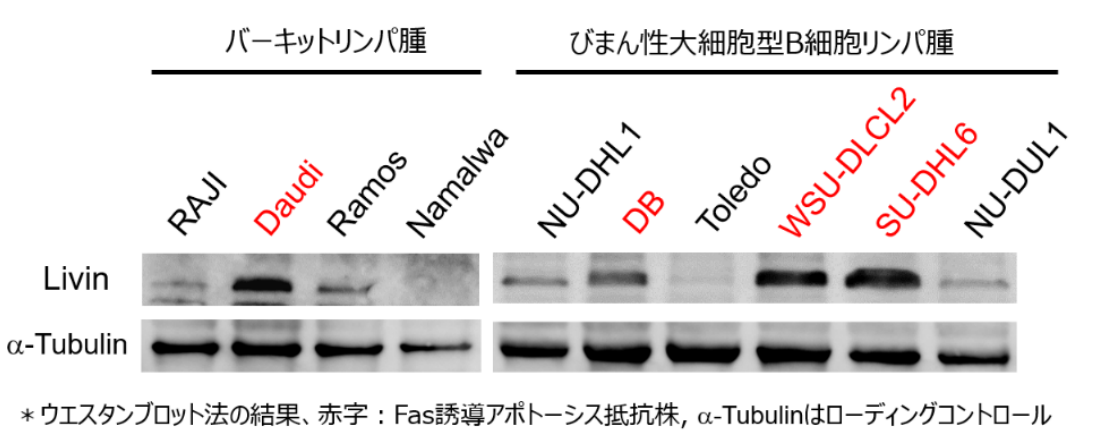 バーキットリンパ腫 びまん性大細胞型B細胞リンパ腫
RAJI Daudi Ramos Namalwa NU-DHL1 DB Toledo WSU-DLCL2 SU-DHL6 NU-DUL1
Livin
α-Tubulin
*ウエスタンブロット法の結果、赤字：Fas誘導アポトーシス抵抗株, α-Tubulinはローディングコントロール